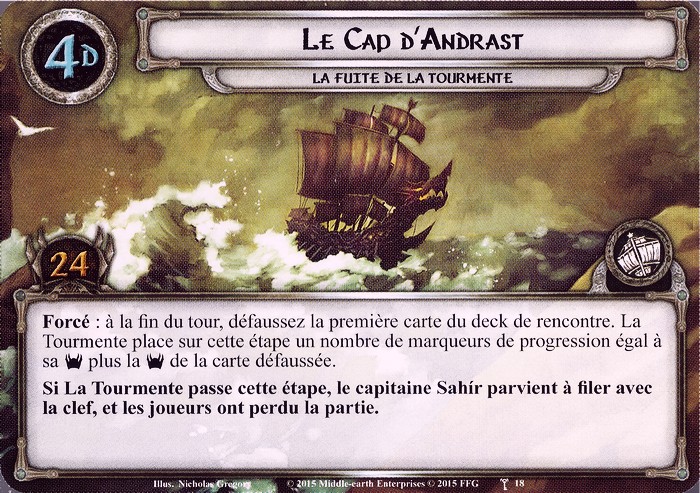 4D
LE CAP D'ANDRAST
LA FUITE DE LA TOURMENTE
24
Forcé : à la fin du tour, défaussez la première carte du deck de rencontre. La
Tourmente place sur cette étape un nombre de marqueurs de progression égal à
sa plus la de la carte défaussée.
Si La Tourmente passe cette étape, le capitaine Sahír parvient à filer avec
la clef, et les joueurs ont perdu la partie.
Illus. Nicholas Gregory © 2015 Middle-earth Enterprises © 2015 FFG 18